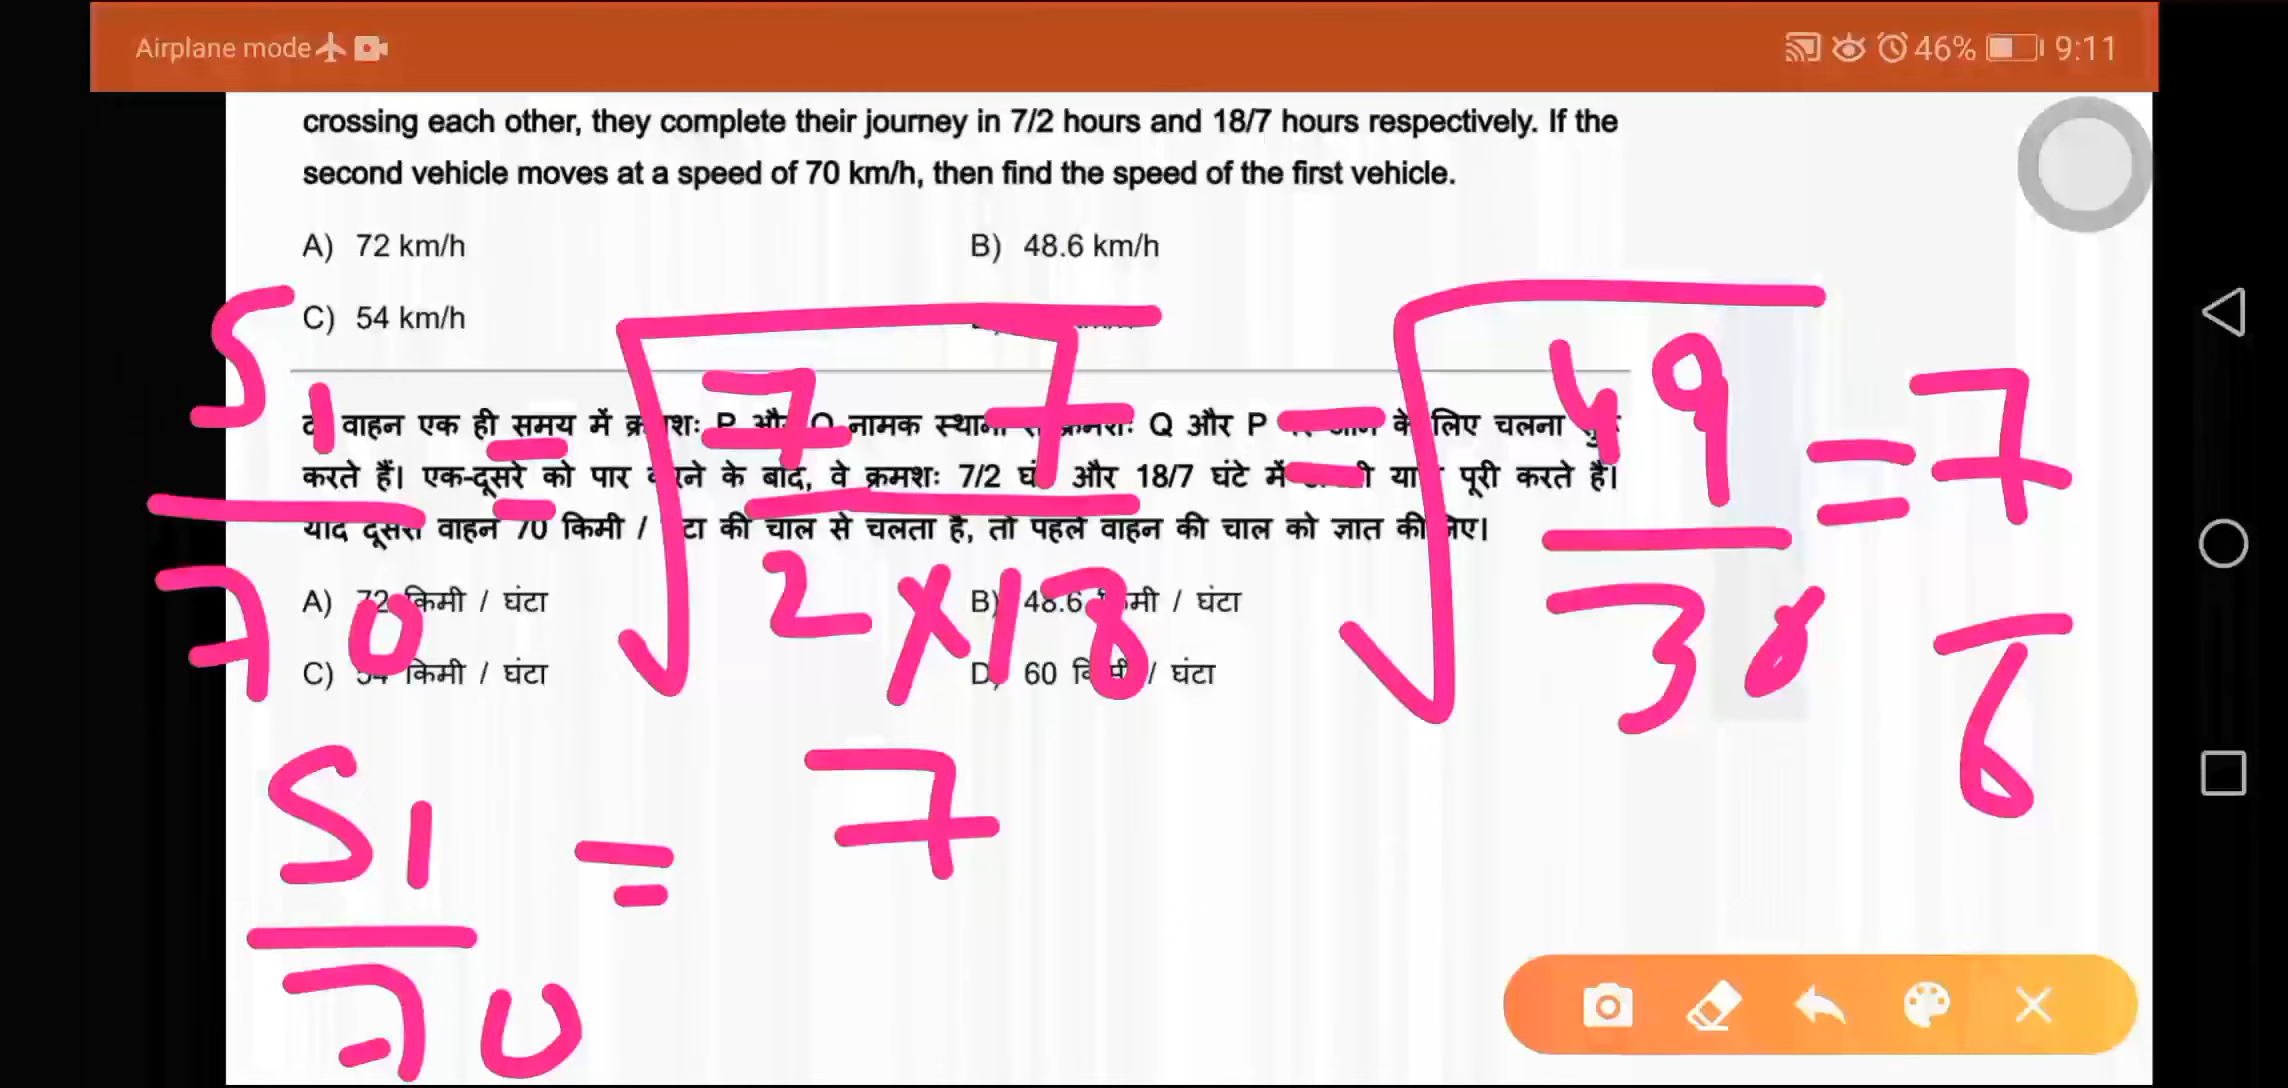 Airplane mode 46% 9:11
crossing each other, they complete their journey in 7/2 hours and 18/7 hours respectively. If the
second vehicle moves at a speed of 70 km/h, then find the speed of the first vehicle.
A) 72 km/h B) 48.6 km/h
C) 54 km/h
वाहन एक ही समय में और नामक Q और P के लिए चलना
करते हैं। एक-दूसरे को पार के बाद, वे क्रमशः 7/2 और 18/7 घंटे में पूरी करते हैं।
वाहन 70 किमी / की चाल से चलता है, तो पहले वाहन की चाल को ज्ञात
A) 72 किमी / घंटा B) 48.6 / घंटा
C) 54 किमी / घंटा D) 60 / घंटा
S1/70 = √(7/2 × 7/18) = √(49/36) = 7/6
S1/70 = 7